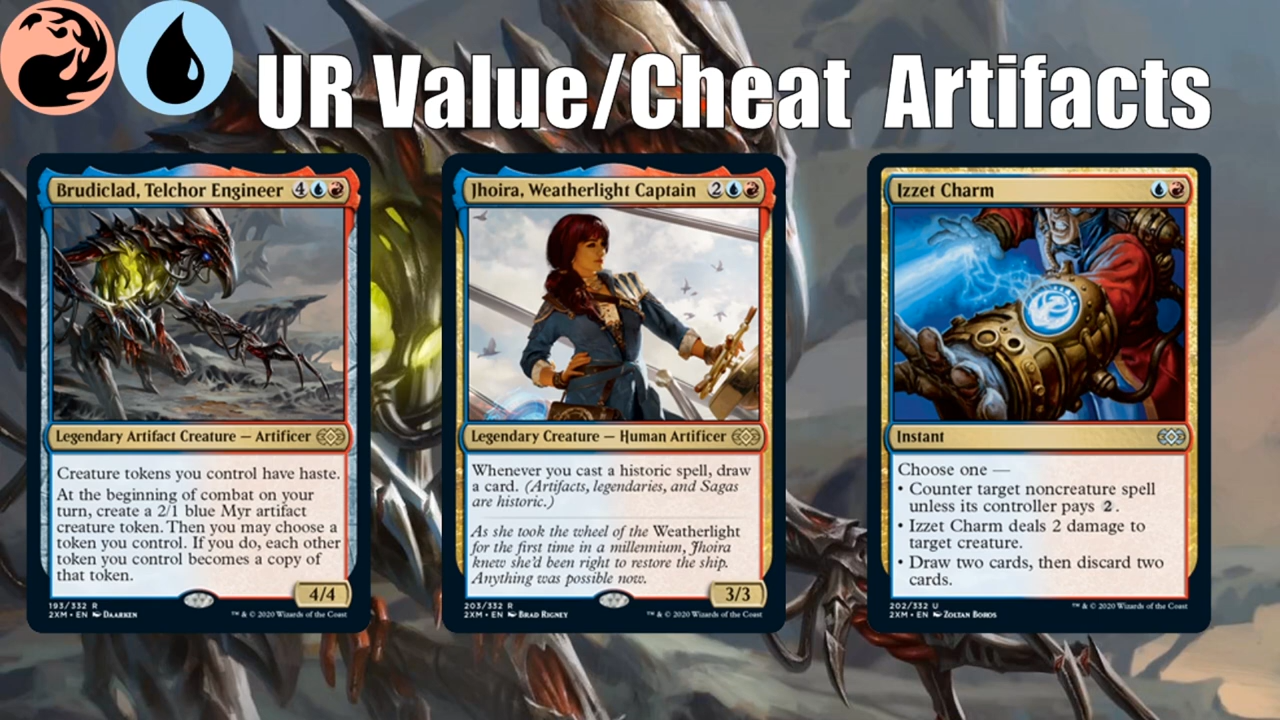 UR Value/Cheat Artifacts
Brudiclad, Telchor Engineer 4
Legendary Artifact Creature — Artificer
Creature tokens you control have haste.
At the beginning of combat on your
turn, create a 2/1 blue Myr artifact
creature token. Then you may choose a
token you control. If you do, each other
token you control becomes a copy of
that token.
4/4
193/332 R
2XM • EN Daarken
™ & © 2020 Wizards of the Coast
Jhoira, Weatherlight Captain 2
Legendary Creature — Human Artificer
Whenever you cast a historic spell, draw
a card. (Artifacts, legendaries, and Sagas
are historic.)
As she took the wheel of the Weatherlight
for the first time in a millennium, Jhoira
knew she'd been right to restore the ship.
Anything was possible now.
3/3
203/332 R
2XM • EN Brad Rigney
™ & © 2020 Wizards of the Coast
Izzet Charm
Instant
Choose one —
• Counter target noncreature spell
unless its controller pays 2.
• Izzet Charm deals 2 damage to
target creature.
• Draw two cards, then discard two
cards.
202/332 U
2XM • EN Zoltan Boros
™ & © 2020 Wizards of the Coast